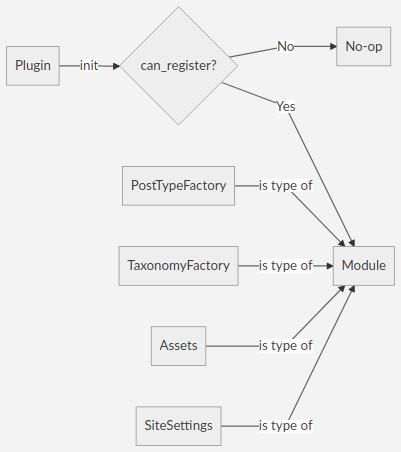 Plugin
init
can_register?
No
No-op
Yes
PostTypeFactory
is type of
TaxonomyFactory
is type of
Module
Assets
is type of
SiteSettings
is type of